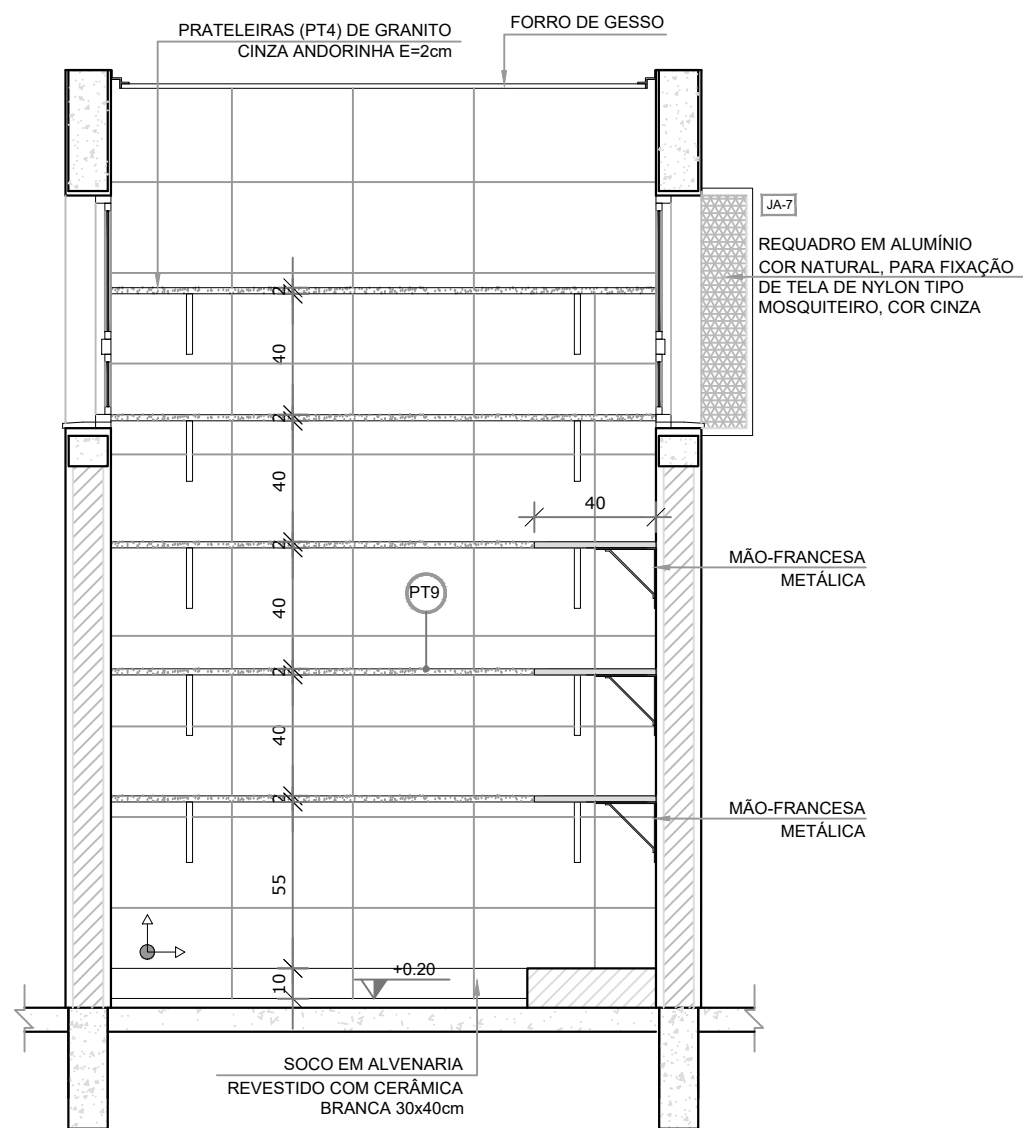 PRATELEIRAS (PT4) DE GRANITO
CINZA ANDORINHA E=2cm
FORRO DE GESSO
JA-7
REQUADRO EM ALUMÍNIO
COR NATURAL, PARA FIXAÇÃO
DE TELA DE NYLON TIPO
MOSQUITEIRO, COR CINZA
2
40
2
40
40
2
MÃO-FRANCESA
METÁLICA
40
PT9
2
40
2
MÃO-FRANCESA
METÁLICA
55
+0.20
10
SOCO EM ALVENARIA
REVESTIDO COM CERÂMICA
BRANCA 30x40cm